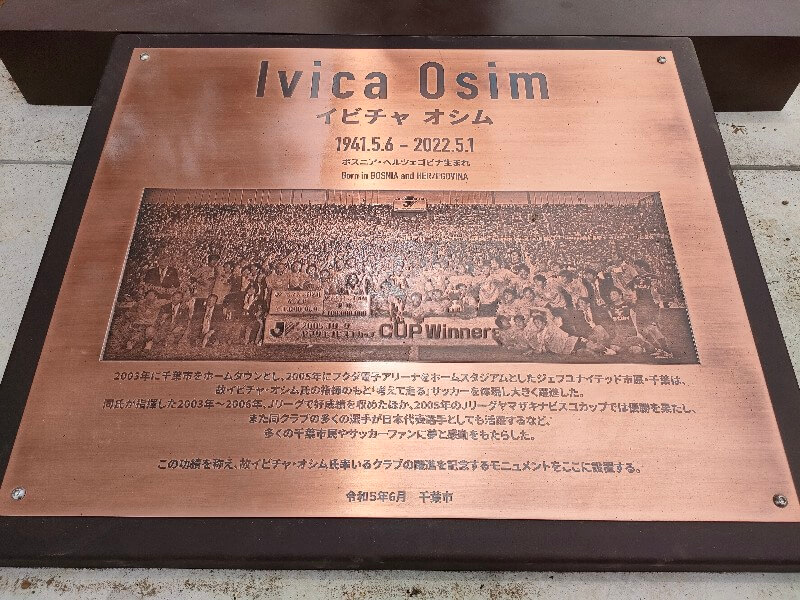 Ivica Osim
イビチャ オシム
1941.5.6 – 2022.5.1
ボスニア・ヘルツェゴビナ生まれ
Born in BOSNIA and HERZEGOVINA
CUP Winners
2003年に千葉市をホームタウンとし、2005年にフクダ電子アリーナをホームスタジアムとしたジェフユナイテッド市原・千葉は、
故イビチャ・オシム氏の指導のもと「考えて走る」サッカーを体現し大きく躍進した。
同氏が指揮した2003年～2006年、Jリーグで好成績を収めたほか、2005年のJリーグヤマザキナビスコカップでは優勝を果たし、
また同クラブの多くの選手が日本代表選手としても活躍するなど、
多くの千葉市民やサッカーファンに夢と感動をもたらした。
この功績を称え、故イビチャ・オシム氏率いるクラブの躍進を記念するモニュメントをここに設置する。
令和5年6月 千葉市